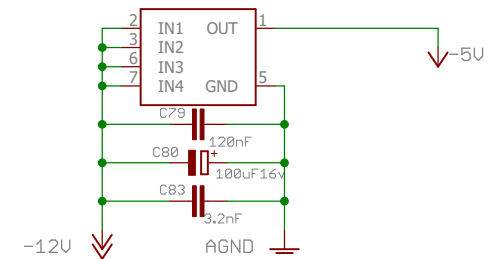 2 IN1 OUT 1
3 IN2
6 IN3
7 IN4 GND 5
-5V
C79
120nF
C80 +
100uF16v
C83
3.2nF
-12V AGND